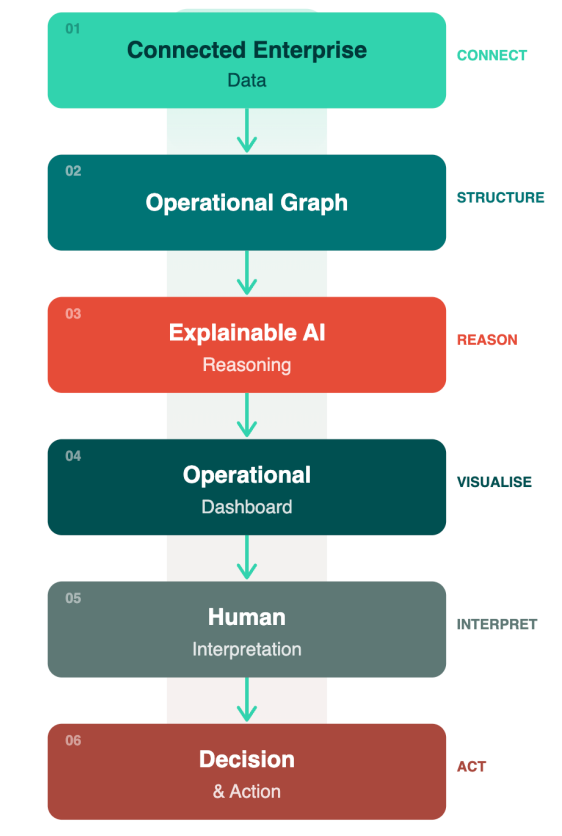 01
Connected Enterprise
Data
CONNECT
02
Operational Graph
STRUCTURE
03
Explainable AI
Reasoning
REASON
04
Operational
Dashboard
VISUALISE
05
Human
Interpretation
INTERPRET
06
Decision
& Action
ACT